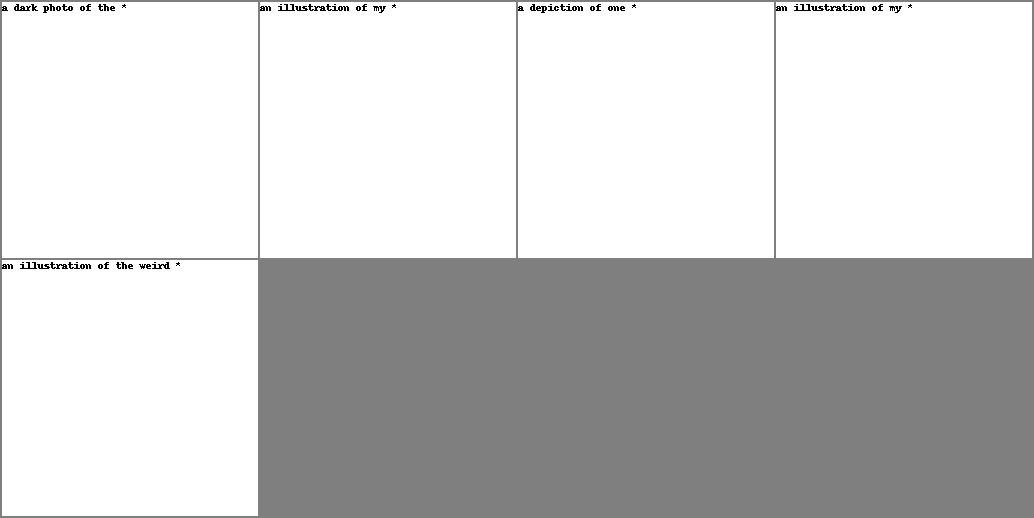 a dark photo of the *
an illustration of my *
a depiction of one *
an illustration of my *
an illustration of the weird *